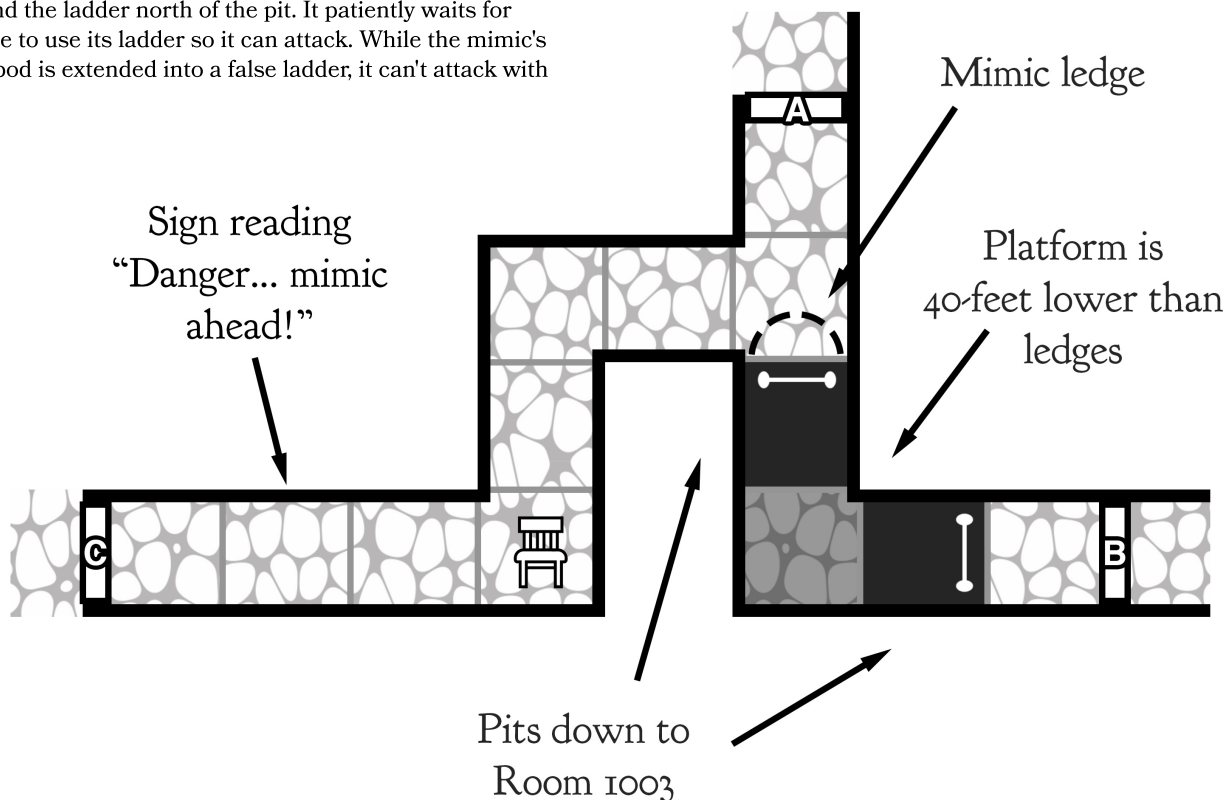 nd the ladder north of the pit. It patiently waits for
e to use its ladder so it can attack. While the mimic's
ood is extended into a false ladder, it can't attack with
A
Mimic ledge
Sign reading
“Danger... mimic
ahead!”
Platform is
40-feet lower than
ledges
C
B
Pits down to
Room 1003